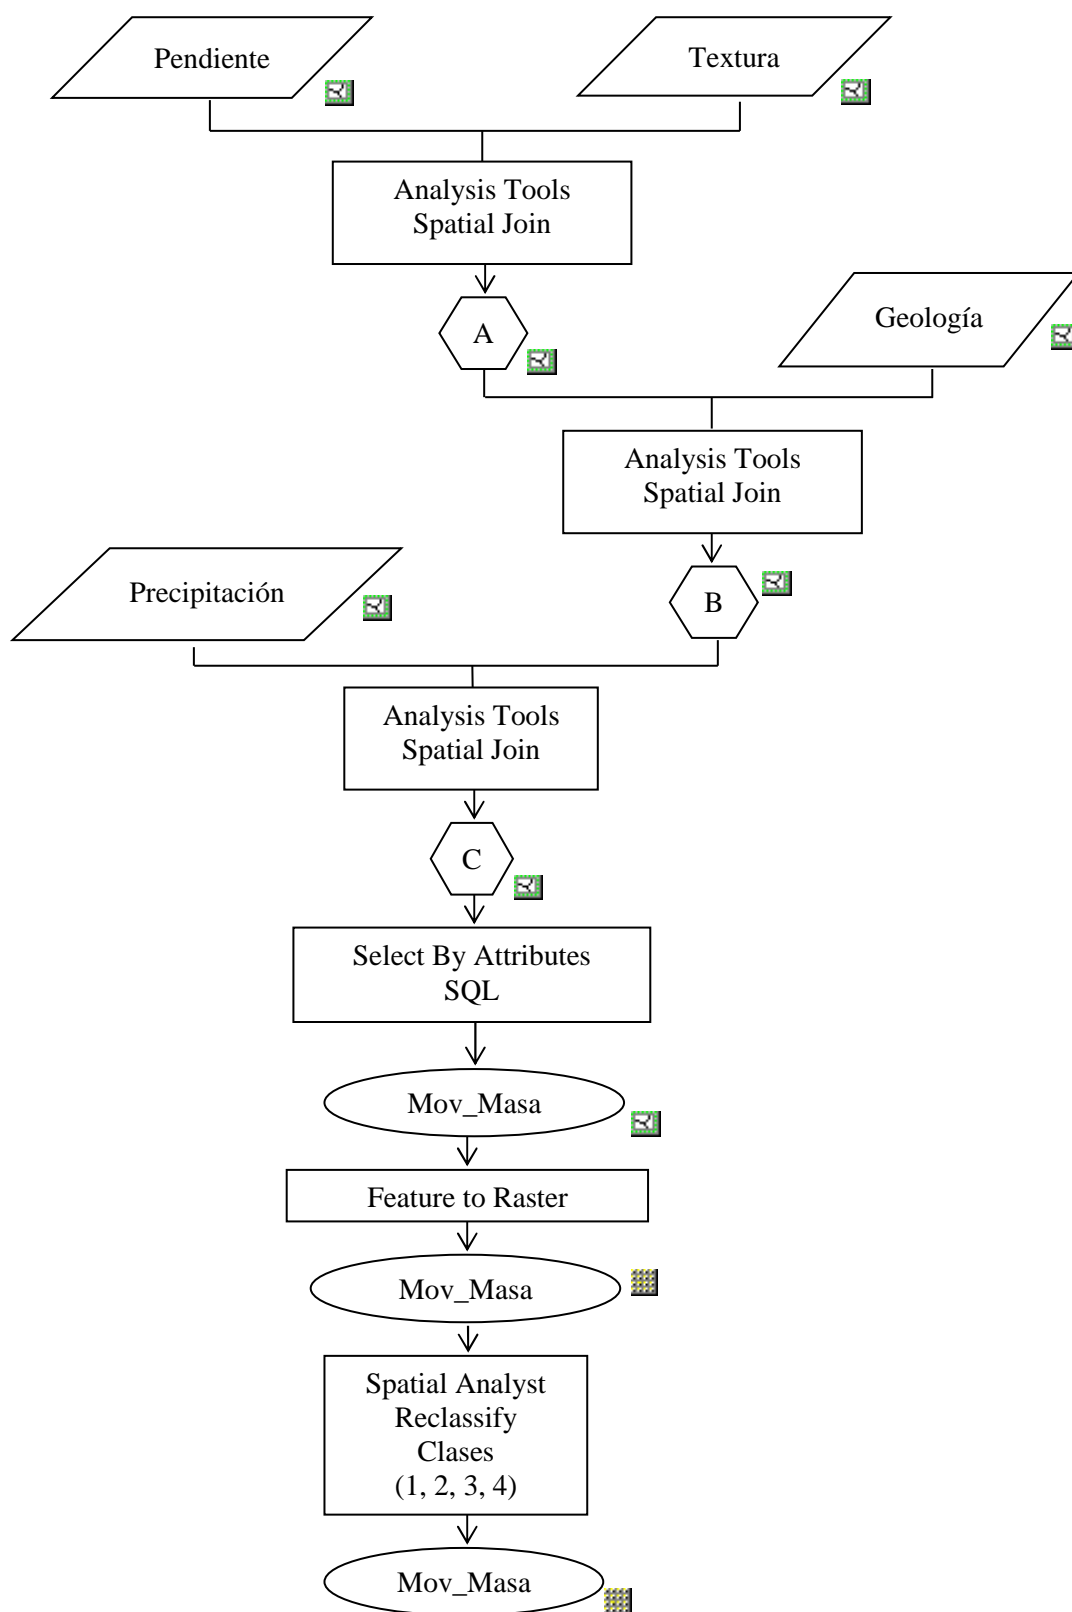 Pendiente
Textura
Analysis Tools
Spatial Join
A
Geología
Analysis Tools
Spatial Join
Precipitación
B
Analysis Tools
Spatial Join
C
Select By Attributes
SQL
Mov_Masa
Feature to Raster
Mov_Masa
Spatial Analyst
Reclassify
Clases
(1, 2, 3, 4)
Mov_Masa